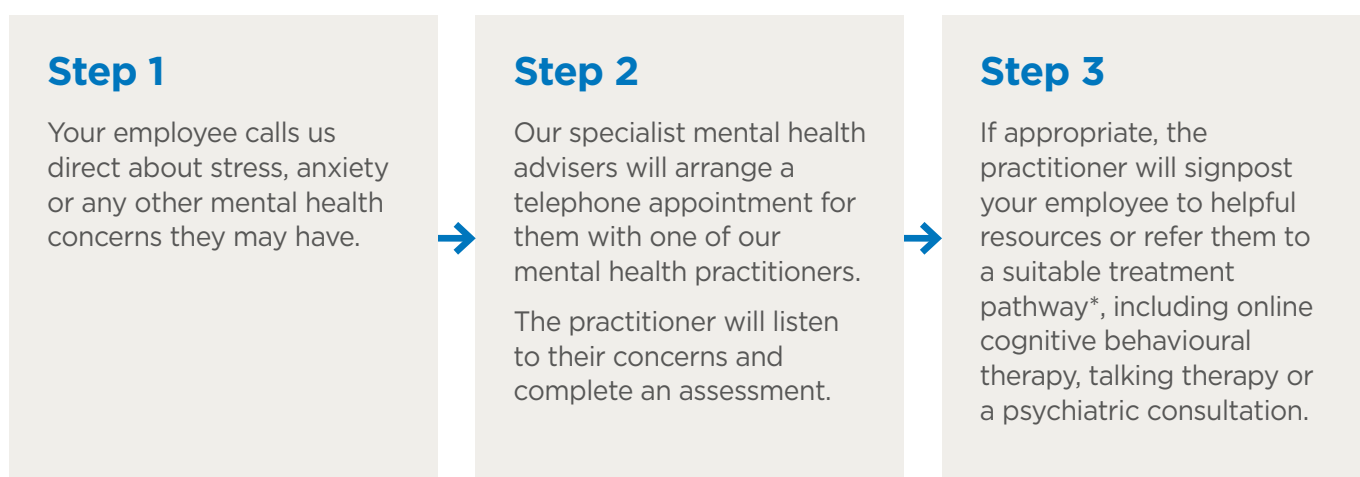 Step 1
Your employee calls us
direct about stress, anxiety
or any other mental health
concerns they may have.
Step 2
Our specialist mental health
advisers will arrange a
telephone appointment for
them with one of our
mental health practitioners.
The practitioner will listen
to their concerns and
complete an assessment.
Step 3
If appropriate, the
practitioner will signpost
your employee to helpful
resources or refer them to
a suitable treatment
pathway*, including online
cognitive behavioural
therapy, talking therapy or
a psychiatric consultation.